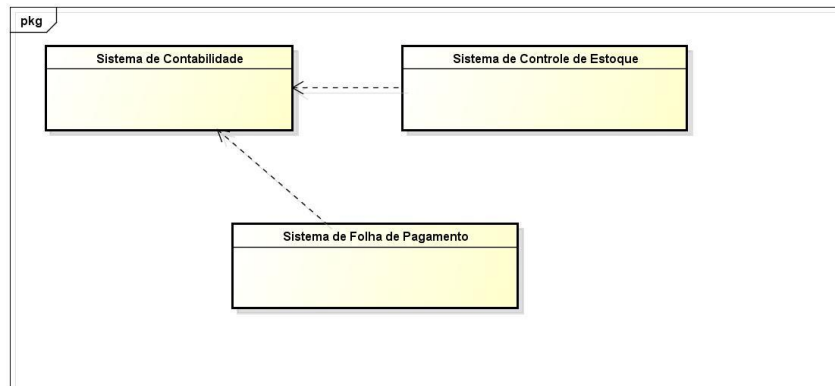 pkg
Sistema de Contabilidade
Sistema de Controle de Estoque
Sistema de Folha de Pagamento